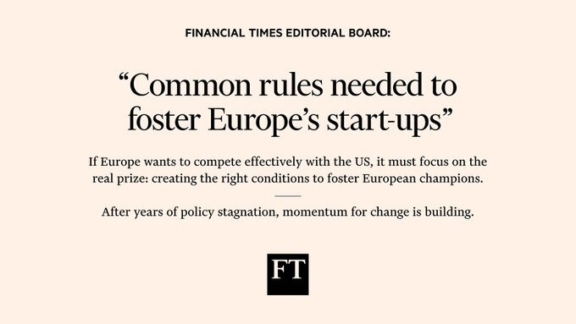 FINANCIAL TIMES EDITORIAL BOARD:
“Common rules needed to
foster Europe’s start-ups”
If Europe wants to compete effectively with the US, it must focus on the
real prize: creating the right conditions to foster European champions.
After years of policy stagnation, momentum for change is building.
FT